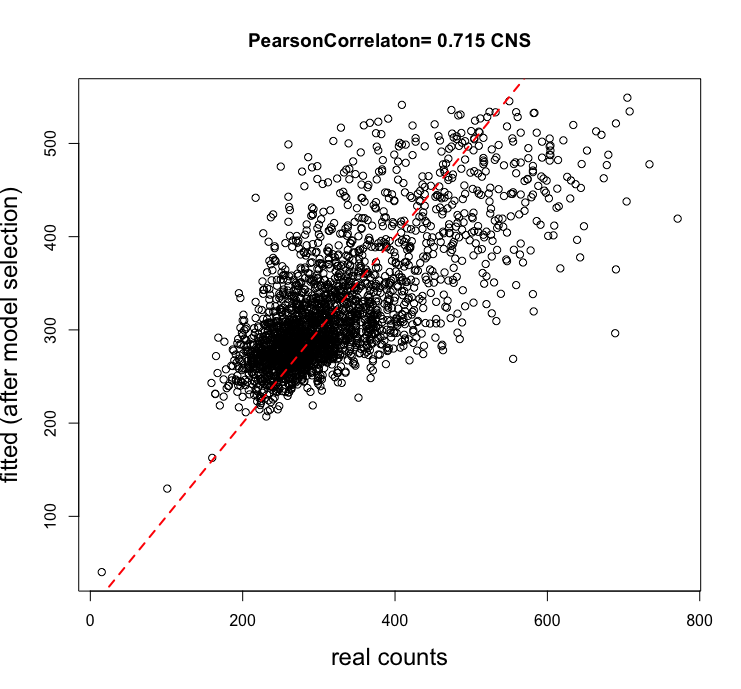 PearsonCorrelaton= 0.715 CNS
fitted (after model selection)
500
400
300
200
100
0 200 400 600 800
real counts